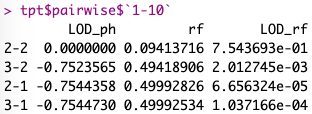 > tpt$pairwise$`1-10`
LOD_ph rf LOD_rf
2-2 0.0000000 0.09413716 7.543693e-01
3-2 -0.7523565 0.49418906 2.012745e-03
2-1 -0.7544358 0.49992826 6.656324e-05
3-1 -0.7544730 0.49992534 1.037166e-04